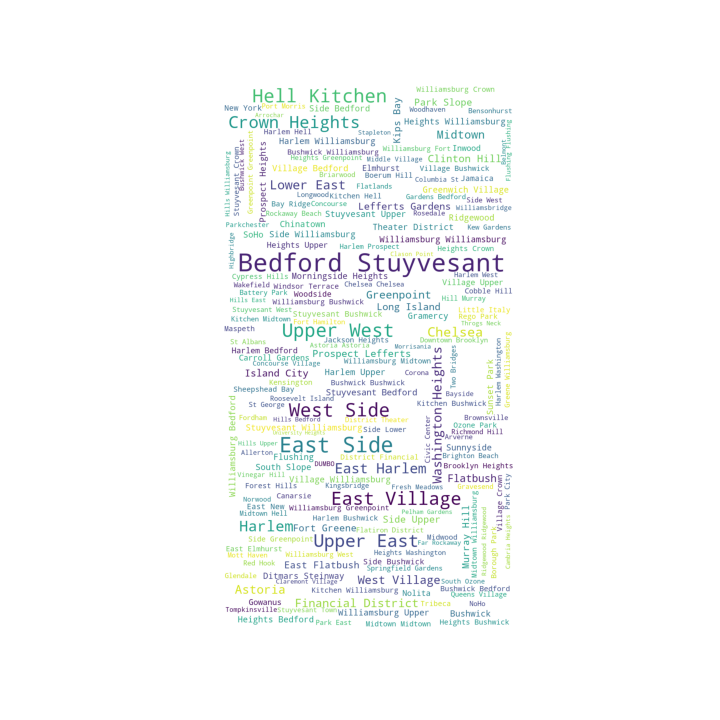 Williamsburg Crown
Hell Kitchen
Park Slope
New York
Port Morris
Side Bedford
Kips Bay
Woodhaven
Bensonhurst
Arrochar
Crown Heights
Heights Williamsburg
Stapleton
Midtown
Harlem Hell
Harlem Williamsburg
Flushing Flushing
Williamsburg Fort
Inwood
Bushwick Williamsburg
Heights Greenpoint
Middle Village
Clinton Hill
Hills Williamsburg
Stuyvesant Crown
Bushwick West
Greenpoint Greenpoint
Prospect Heights
Village Bedford
Elmhurst
Village Bushwick
Briarwood
Boerum Hill
Columbia St
Jamaica
Lower East
Flatlands
Greenwich Village
Longwood
Kitchen Hell
Gardens Bedford
Side West
Bay Ridge
Concourse
Lefferts Gardens
Williamsbridge
Rockaway Beach
Stuyvesant Upper
Rosedale
Ridgewood
Parkchester
Chinatown
Theater District
Kew Gardens
SoHo
Side Williamsburg
Williamsburg Williamsburg
Highbridge
Heights Upper
Harlem Prospect
Heights Crown
Clason Point
Bedford Stuyvesant
Cypress Hills
Morningside Heights
Harlem West
Wakefield
Windsor Terrace
Chelsea Chelsea
Village Upper
Battery Park
Woodside
Greenpoint
Cobble Hill
Hills East
Williamsburg Bushwick
Hill Murray
Stuyvesant West
Stuyvesant Bushwick
Long Island
Little Italy
Kitchen Midtown
Fort Hamilton
Gramercy
Rego Park
Throgs Neck
Maspeth
Upper West
Chelsea
St Albans
Jackson Heights
Downtown Brooklyn
Astoria Astoria
Morrisania
Harlem Bedford
Prospect Lefferts
Carroll Gardens
Concourse Village
Williamsburg Midtown
Washington Heights
Two Bridges
Sunset Park
Harlem Washington
Greene Williamsburg
Island City
Harlem Upper
Corona
Kensington
Bushwick Bushwick
Sheepshead Bay
Stuyvesant Bedford
Bayside
Roosevelt Island
Williamsburg Bedford
St George
West Side
Kitchen Bushwick
Fordham
Hills Bedford
District Theater
Brownsville
Ozone Park
Stuyvesant Williamsburg
Side Lower
Civic Center
Richmond Hill
University Heights
Arverne
Hills Upper
East Side
Sunnyside
Allerton
Flushing
District Financial
Brighton Beach
South Slope
DUMBO
East Harlem
Brooklyn Heights
Vinegar Hill
Village Williamsburg
Flatbush
Park City
Village Crown
Forest Hills
Kingsbridge
Fresh Meadows
Gravesend
Norwood
Canarsie
East Village
East New
Williamsburg Greenpoint
Pelham Gardens
Midtown Hell
Harlem Bushwick
Side Upper
Harlem
Fort Greene
Flatiron District
Murray Hill
Midtown Williamsburg
Ridgewood Ridgewood
Borough Park
Cambria Heights
Side Greenpoint
Upper East
Midwood
Far Rockaway
East Elmhurst
Mott Haven
Williamsburg West
Heights Washington
Red Hook
East Flatbush
Side Bushwick
Springfield Gardens
Glendale
Ditmars Steinway
Claremont Village
West Village
South Ozone
Astoria
Kitchen Williamsburg
Nolita
Bushwick Bedford
Queens Village
Gowanus
Financial District
Tribeca
NoHo
Tompkinsville
Stuyvesant Town
Williamsburg Upper
Bushwick
Heights Bedford
Park East
Midtown Midtown
Heights Bushwick